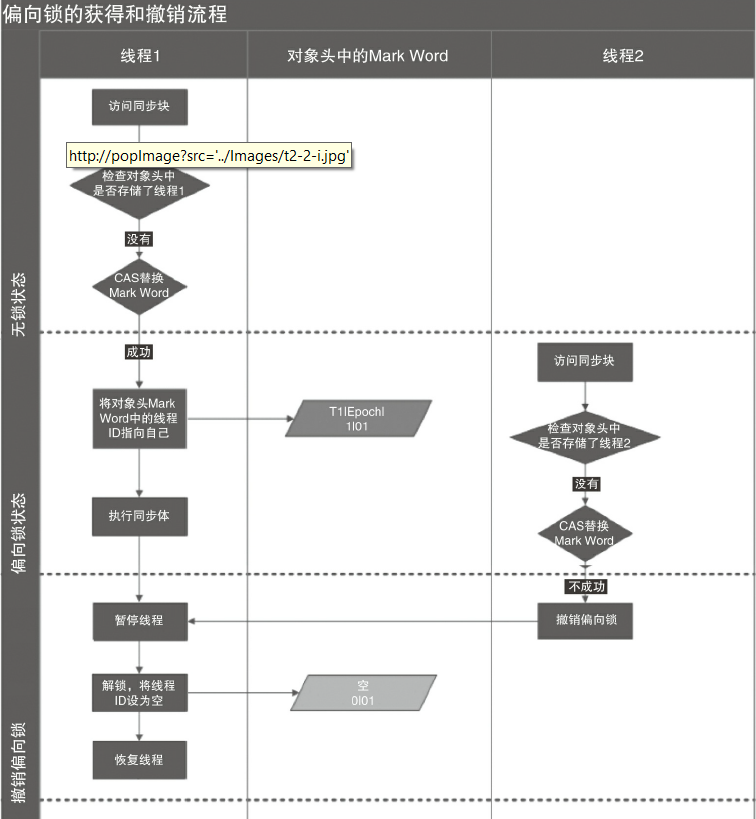 偏向锁的获得和撤销流程
线程1
对象头中的Mark Word
线程2
访问同步块
http://popImage?src='../Images/t2-2-i.jpg'
检查对象头中
是否存储了线程1
没有
CAS替换
Mark Word
无锁状态
成功
访问同步块
将对象头Mark
Word中的线程
ID指向自己
T1|Epoch|
1|01
检查对象头中
是否存储了线程2
没有
执行同步体
CAS替换
Mark Word
偏向锁状态
不成功
暂停线程
撤销偏向锁
解锁，将线程
ID设为空
空
0|01
恢复线程
撤销偏向锁